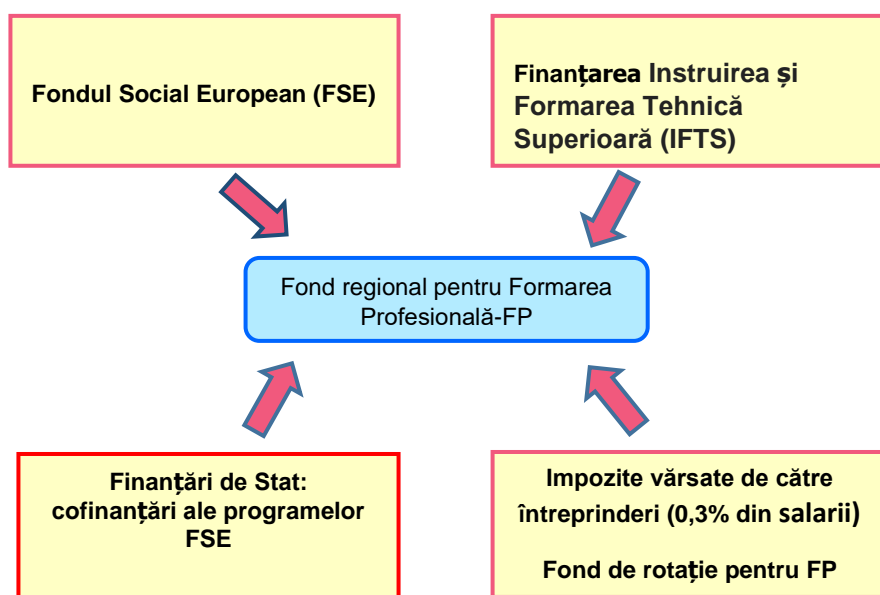 Fondul Social European (FSE)
Finanțarea Instruirea și
Formarea Tehnică
Superioară (IFTS)
Fond regional pentru Formarea
Profesională-FP
Finanțări de Stat:
cofinanțări ale programelor
FSE
Impozite vărsate de către
întreprinderi (0,3% din salarii)
Fond de rotație pentru FP